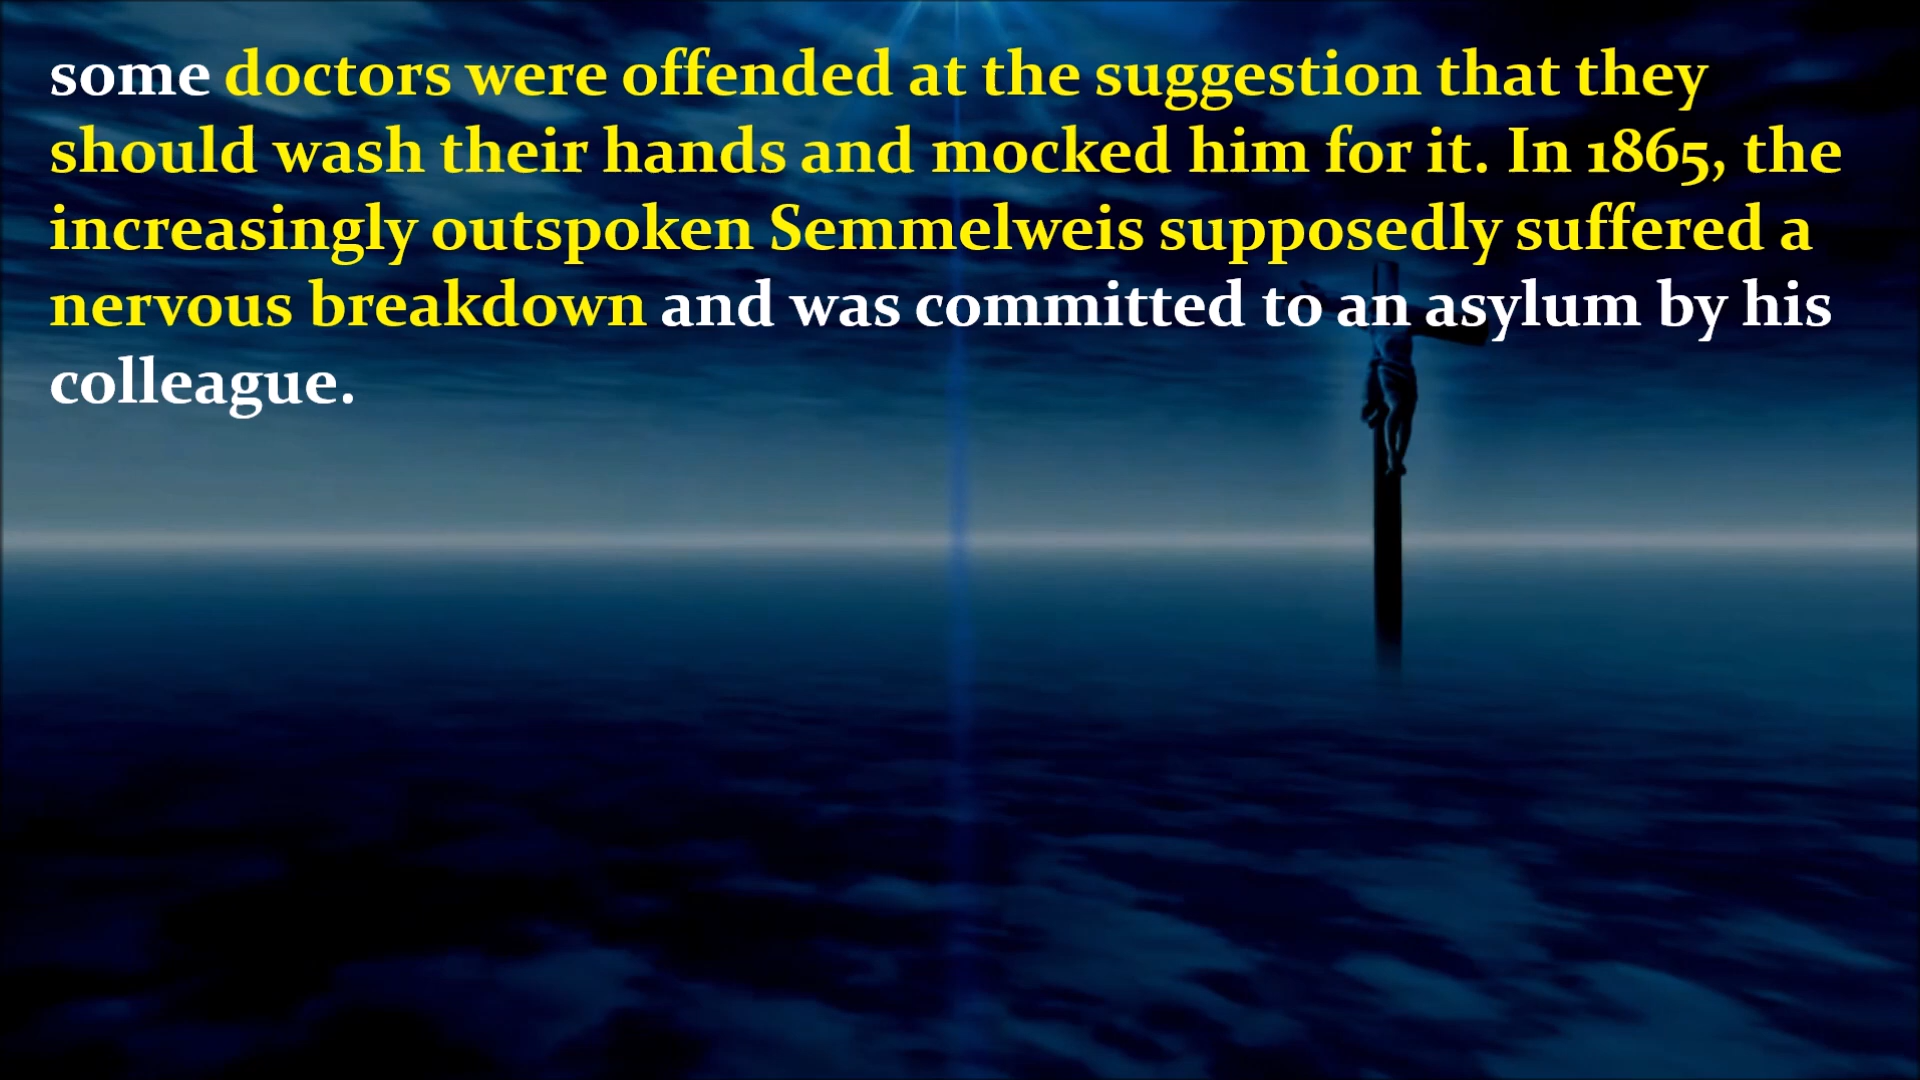 some doctors were offended at the suggestion that they
should wash their hands and mocked him for it. In 1865, the
increasingly outspoken Semmelweis supposedly suffered a
nervous breakdown and was committed to an asylum by his
colleague.